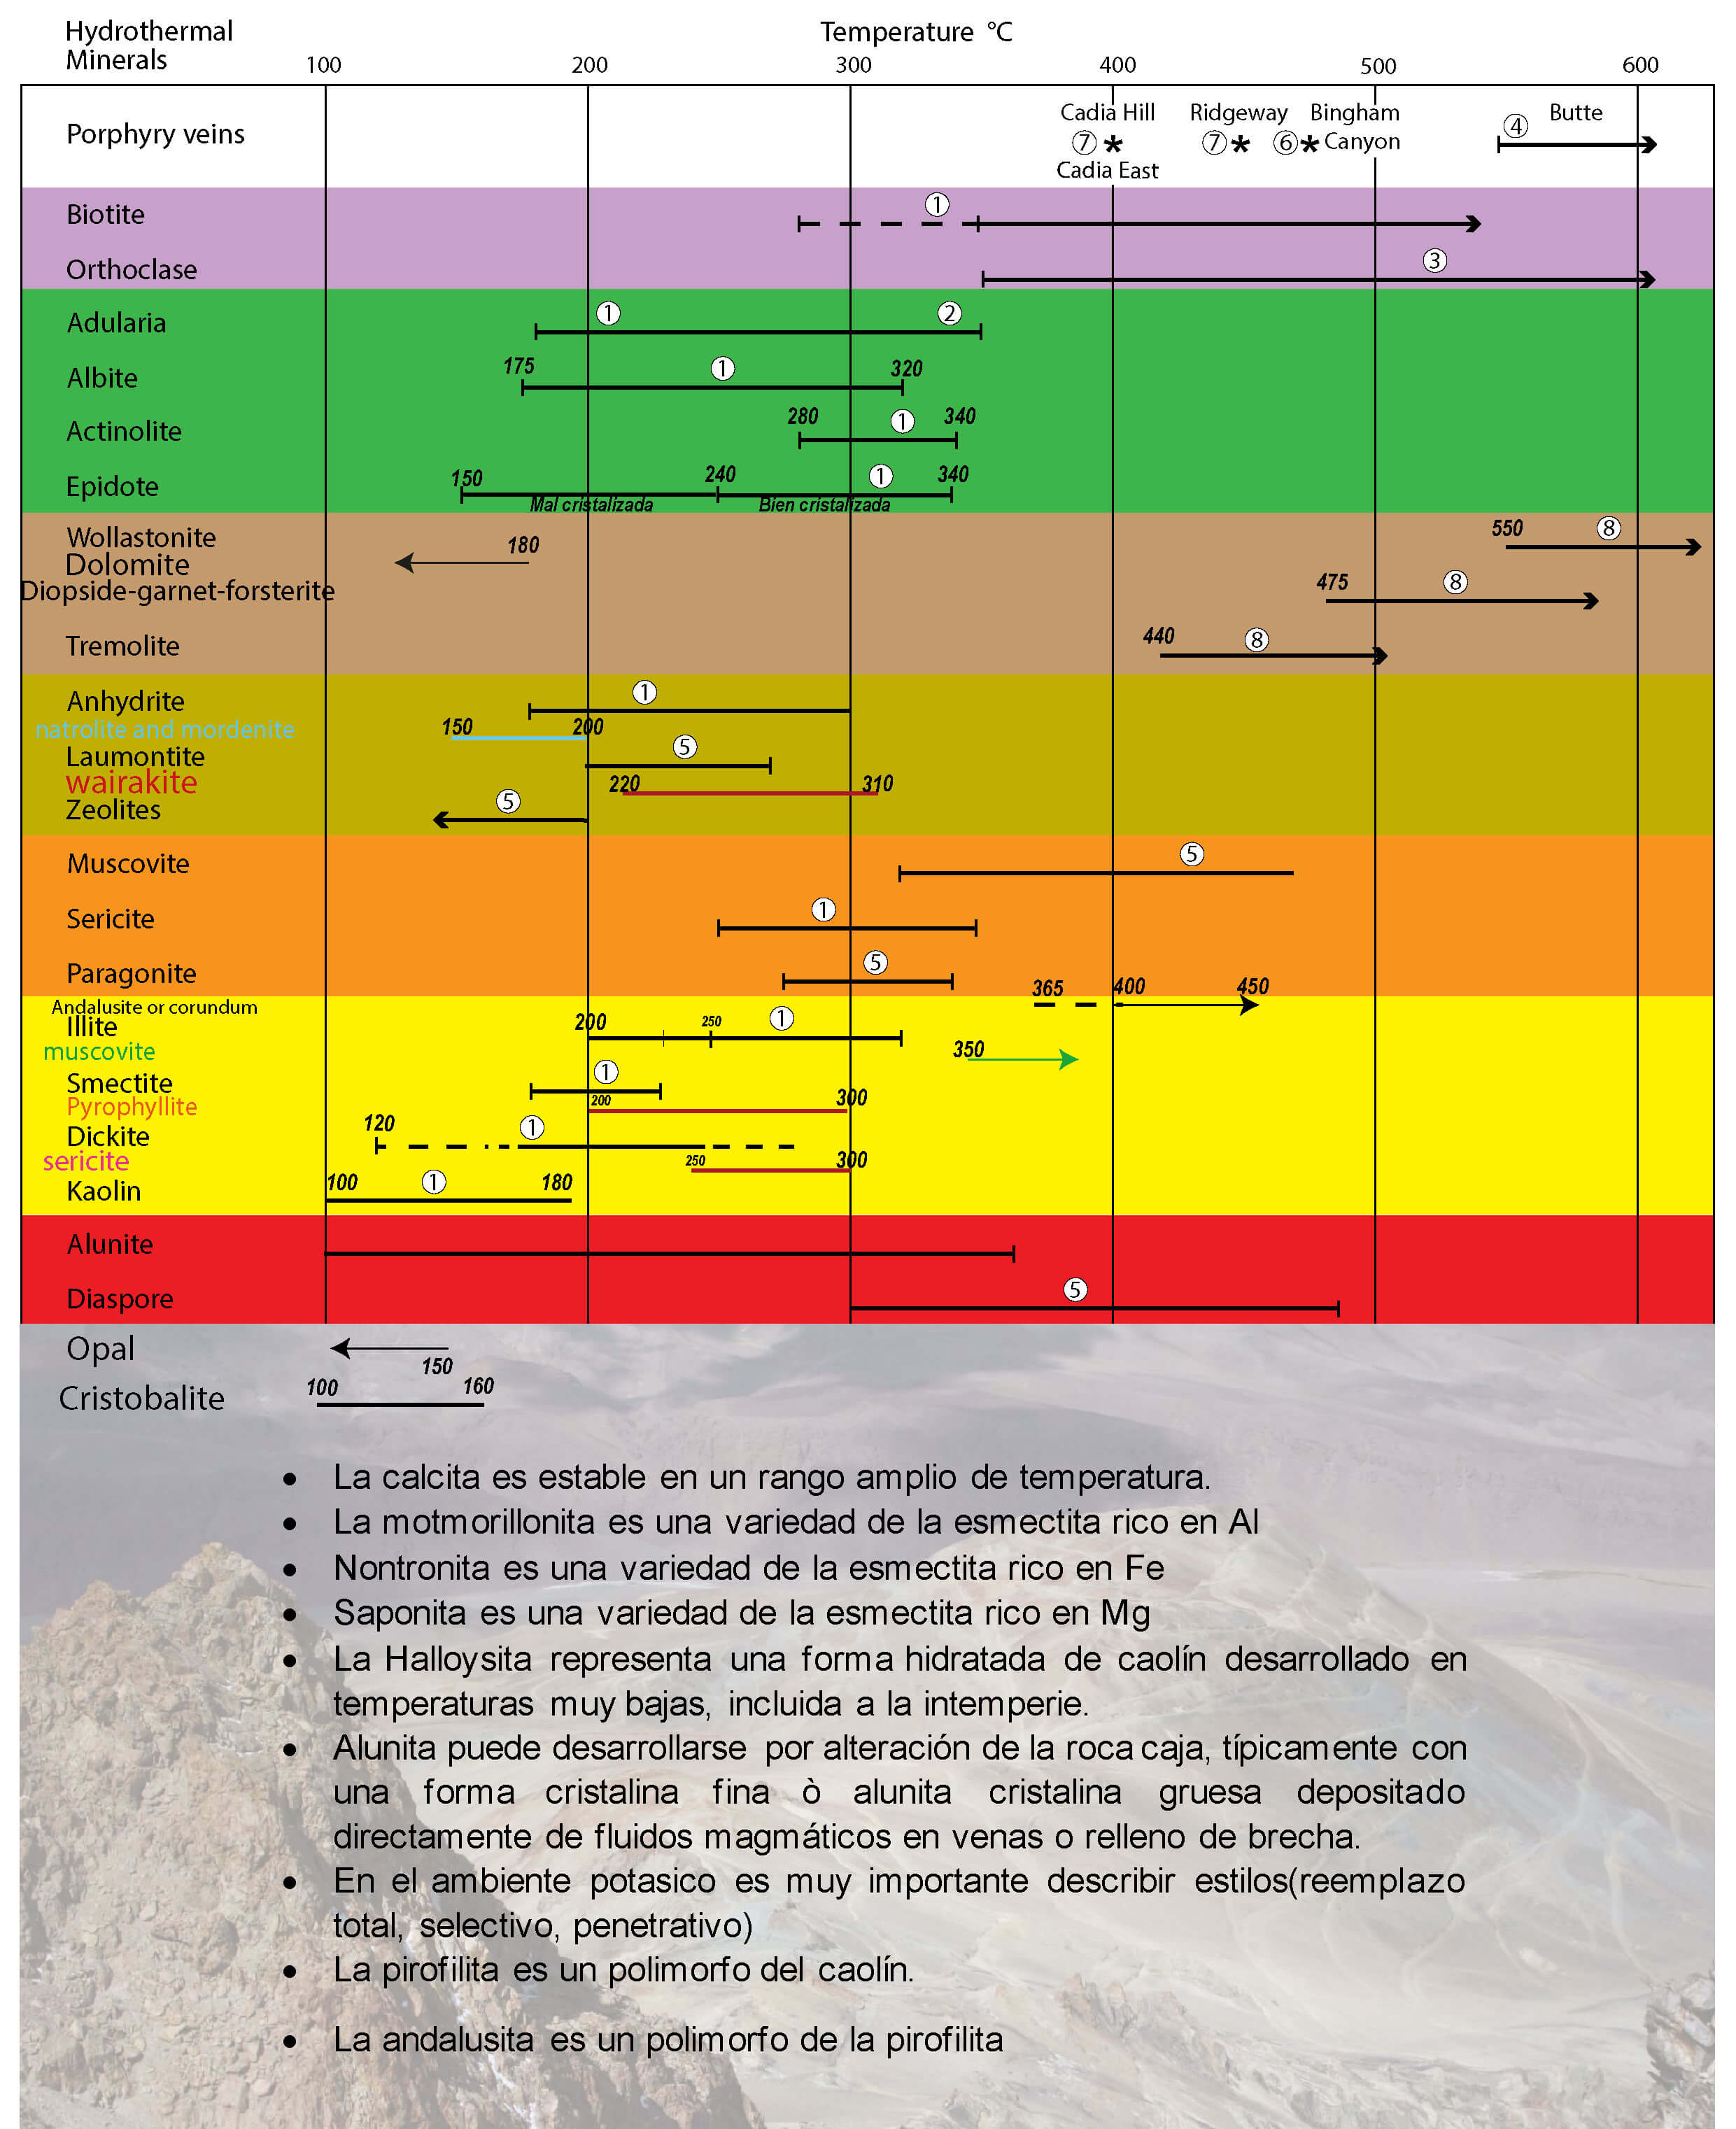 Hydrothermal
Minerals
Temperature °C
100 200 300 400 500 600
Porphyry veins
Cadia Hill
⑦ *
Cadia East
Ridgeway
⑦ *
Bingham
⑥ * Canyon
④ Butte
Biotite ①
Orthoclase ③
Adularia ① ②
Albite 175 ① 320
Actinolite 280 ① 340
Epidote 150 240 ① 340
Mal cristalizada Bien cristalizada
Wollastonite 550 ⑧
Dolomite 180
Diopside-garnet-forsterite 475 ⑧
Tremolite 440 ⑧
Anhydrite ①
natrolite and mordenite 150 200
Laumontite ⑤
wairakite 220 310
Zeolites ⑤
Muscovite ⑤
Sericite ①
Paragonite ⑤
Andalusite or corundum 365 400 450
Illite 200 250 ①
muscovite 350
Smectite ①
Pyrophyllite 200 300
Dickite 120 ①
sericite 250 300
Kaolin 100 ① 180
Alunite
Diaspore ⑤
Opal 150
Cristobalite 100 160
• La calcita es estable en un rango amplio de temperatura.
• La motmorillonita es una variedad de la esmectita rico en Al
• Nontronita es una variedad de la esmectita rico en Fe
• Saponita es una variedad de la esmectita rico en Mg
• La Halloysita representa una forma hidratada de caolín desarrollado en
temperaturas muy bajas, incluida a la intemperie.
• Alunita puede desarrollarse por alteración de la roca caja, típicamente con
una forma cristalina fina ò alunita cristalina gruesa depositado
directamente de fluidos magmáticos en venas o relleno de brecha.
• En el ambiente potasico es muy importante describir estilos(reemplazo
total, selectivo, penetrativo)
• La pirofilita es un polimorfo del caolín.
• La andalusita es un polimorfo de la pirofilita